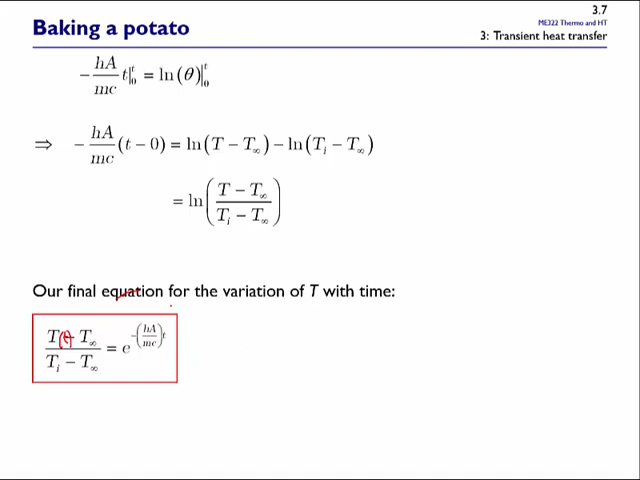 3.7
Baking a potato
ME322 Thermo and HT
3: Transient heat transfer
−hA/mc t|₀ᵗ = ln(θ)|₀ᵗ
⇒ −hA/mc (t − 0) = ln(T − T∞) − ln(Tᵢ − T∞)
= ln((T − T∞)/(Tᵢ − T∞))
Our final equation for the variation of T with time:
(T(t) − T∞)/(Tᵢ − T∞) = e^(−(hA/mc)t)